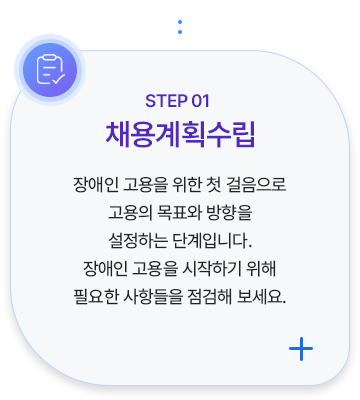 STEP 01
채용계획수립
장애인 고용을 위한 첫 걸음으로
고용의 목표와 방향을
설정하는 단계입니다.
장애인 고용을 시작하기 위해
필요한 사항들을 점검해 보세요.